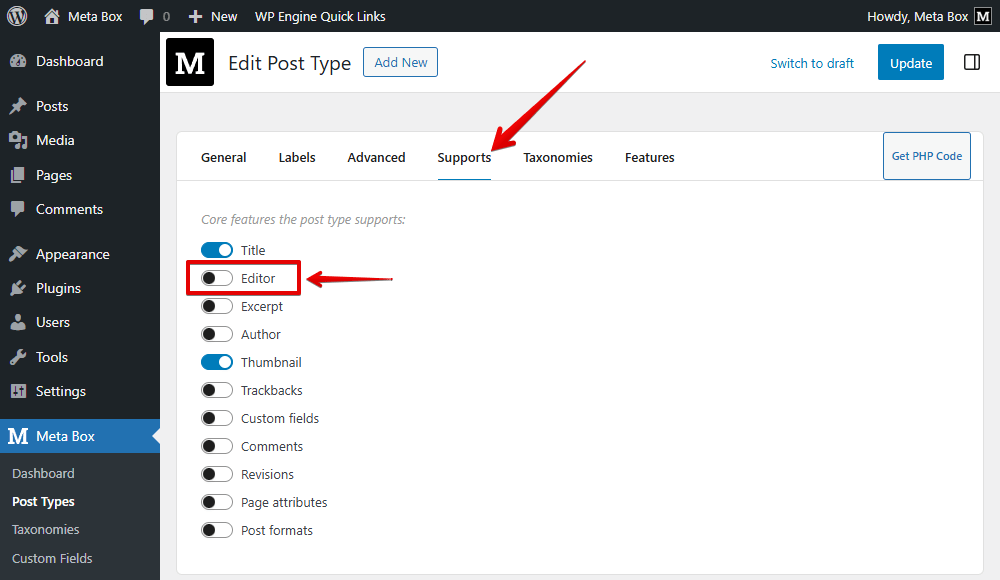 Meta Box 0 New WP Engine Quick Links Howdy, Meta Box M
Dashboard
Posts
Media
Pages
Comments
Appearance
Plugins
Users
Tools
Settings
M Meta Box
Dashboard
Post Types
Taxonomies
Custom Fields
M Edit Post Type Add New Switch to draft Update
General Labels Advanced Supports Taxonomies Features Get PHP Code
Core features the post type supports:
Title
Editor
Excerpt
Author
Thumbnail
Trackbacks
Custom fields
Comments
Revisions
Page attributes
Post formats